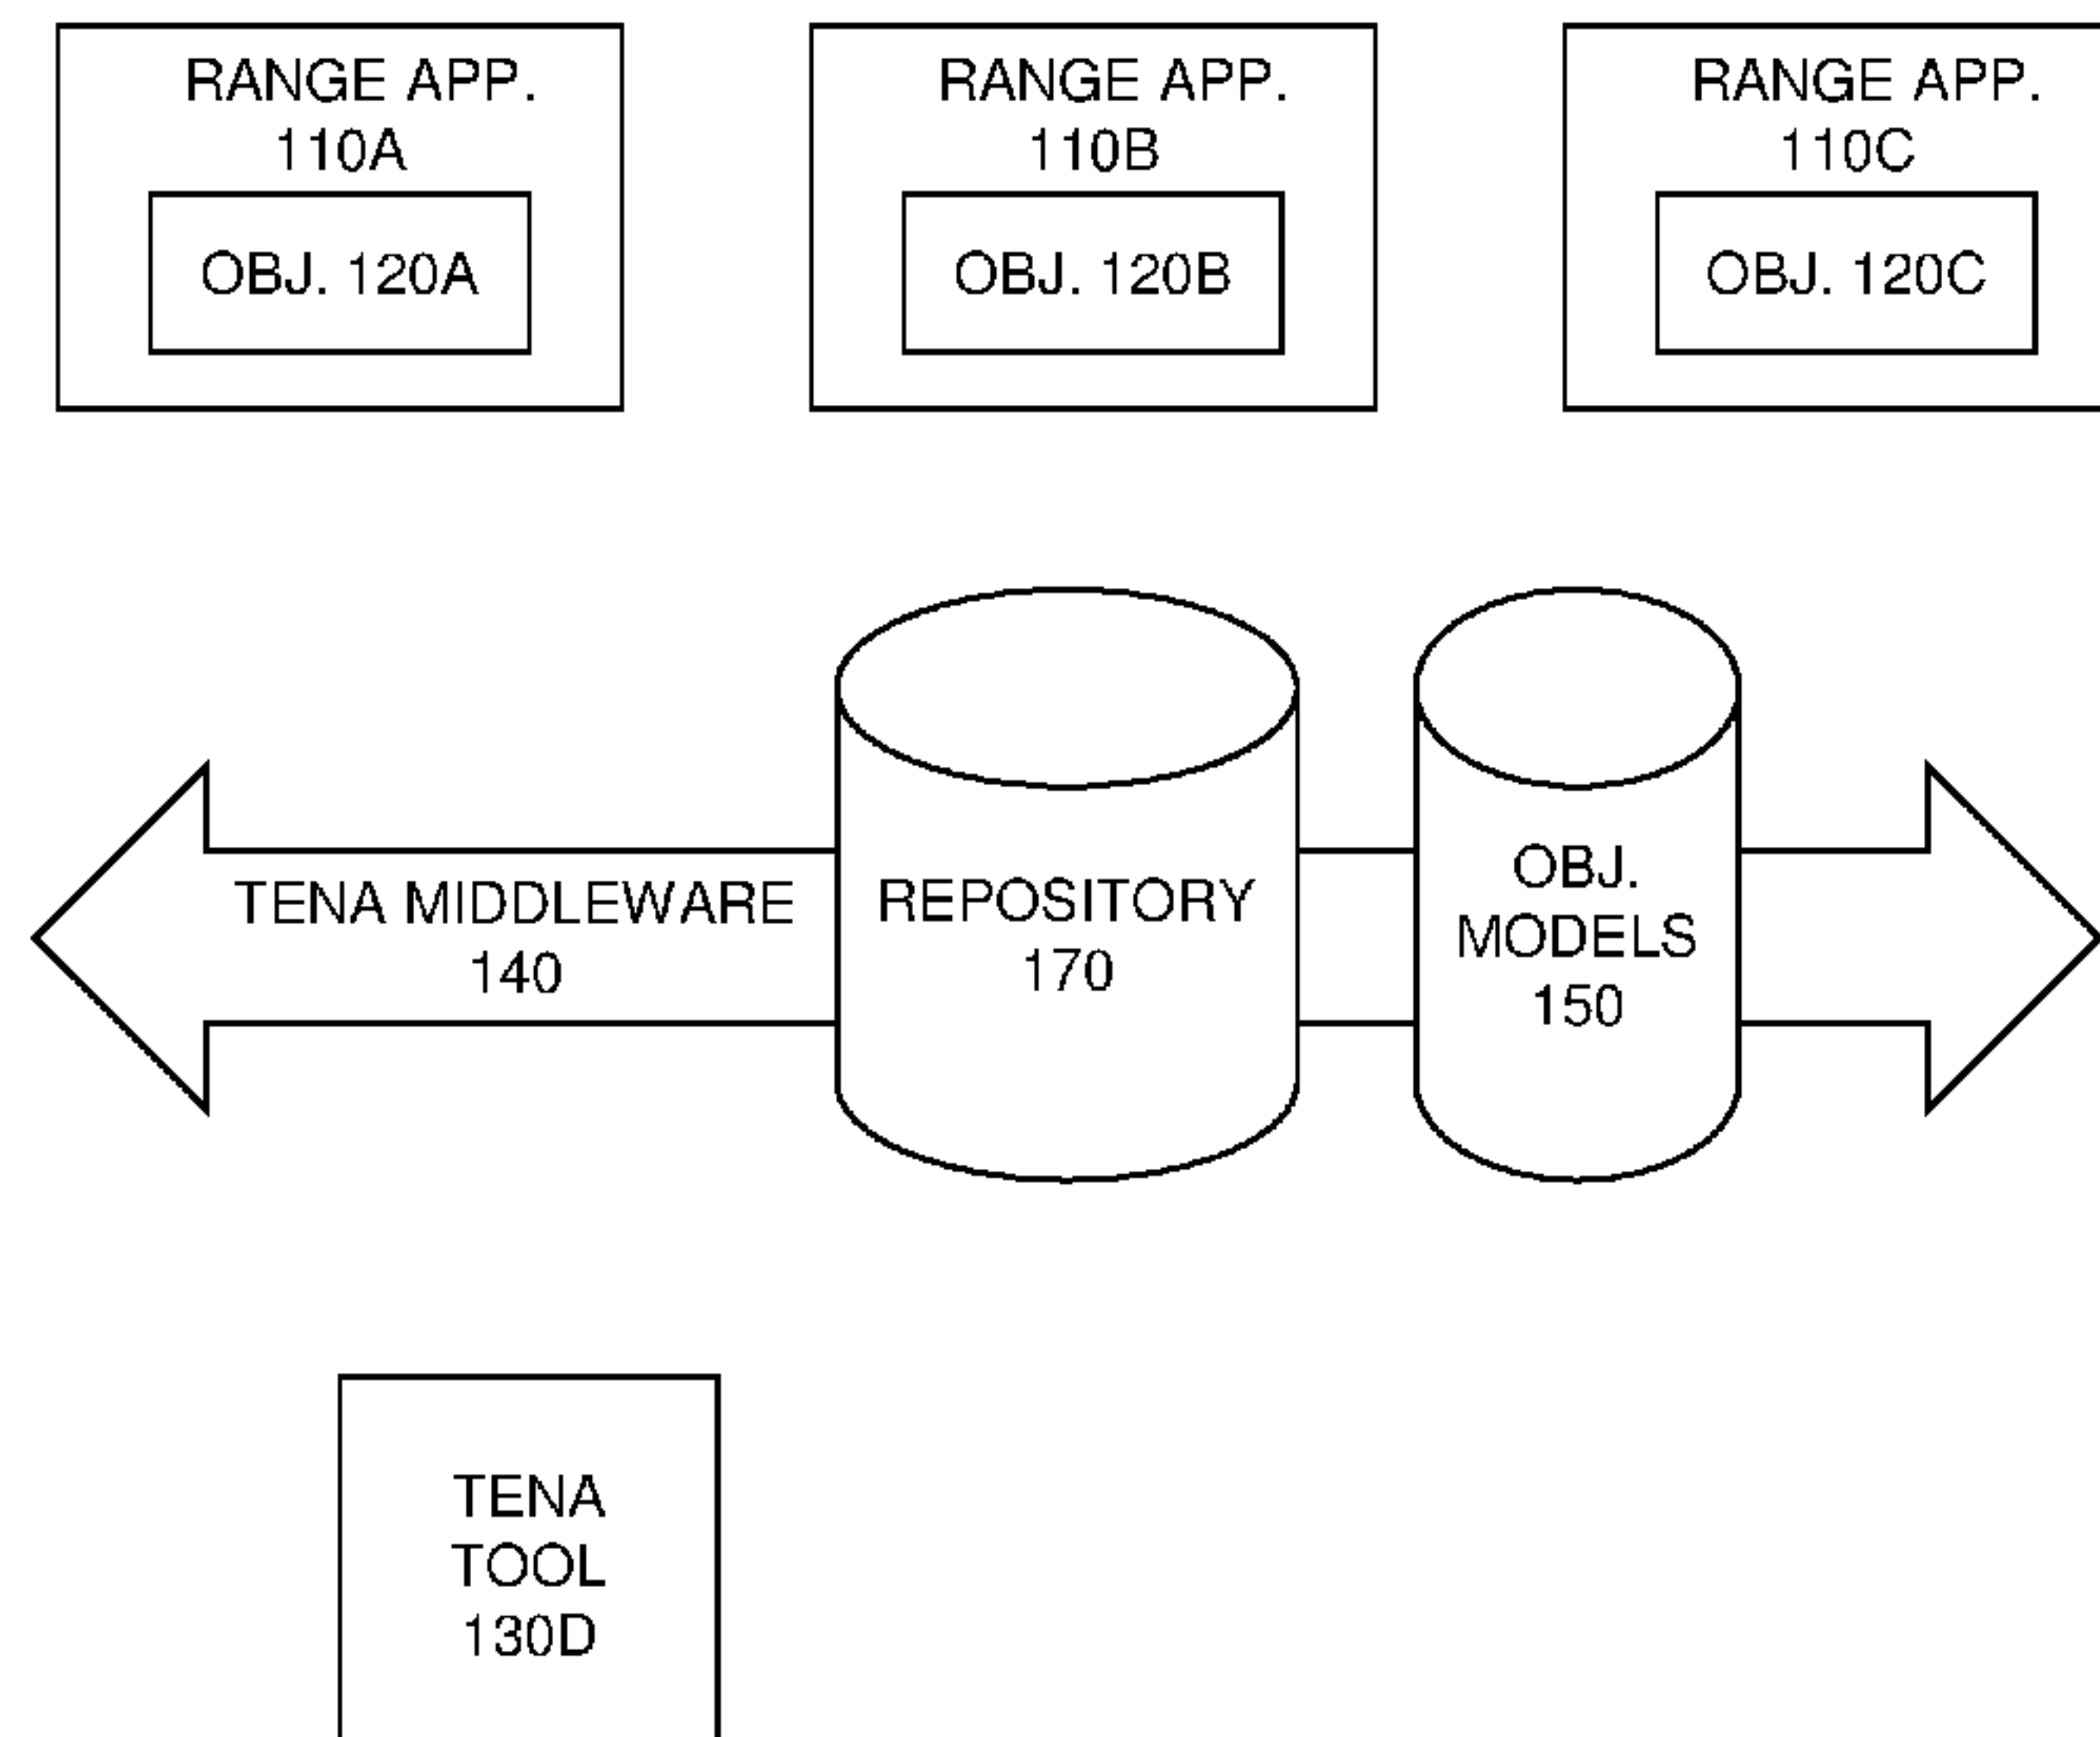 RANGE APP.
110A
OBJ. 120A
RANGE APP.
110B
OBJ. 120B
RANGE APP.
110C
OBJ. 120C
TENA MIDDLEWARE
140
REPOSITORY
170
OBJ.
MODELS
150
TENA
TOOL
130D